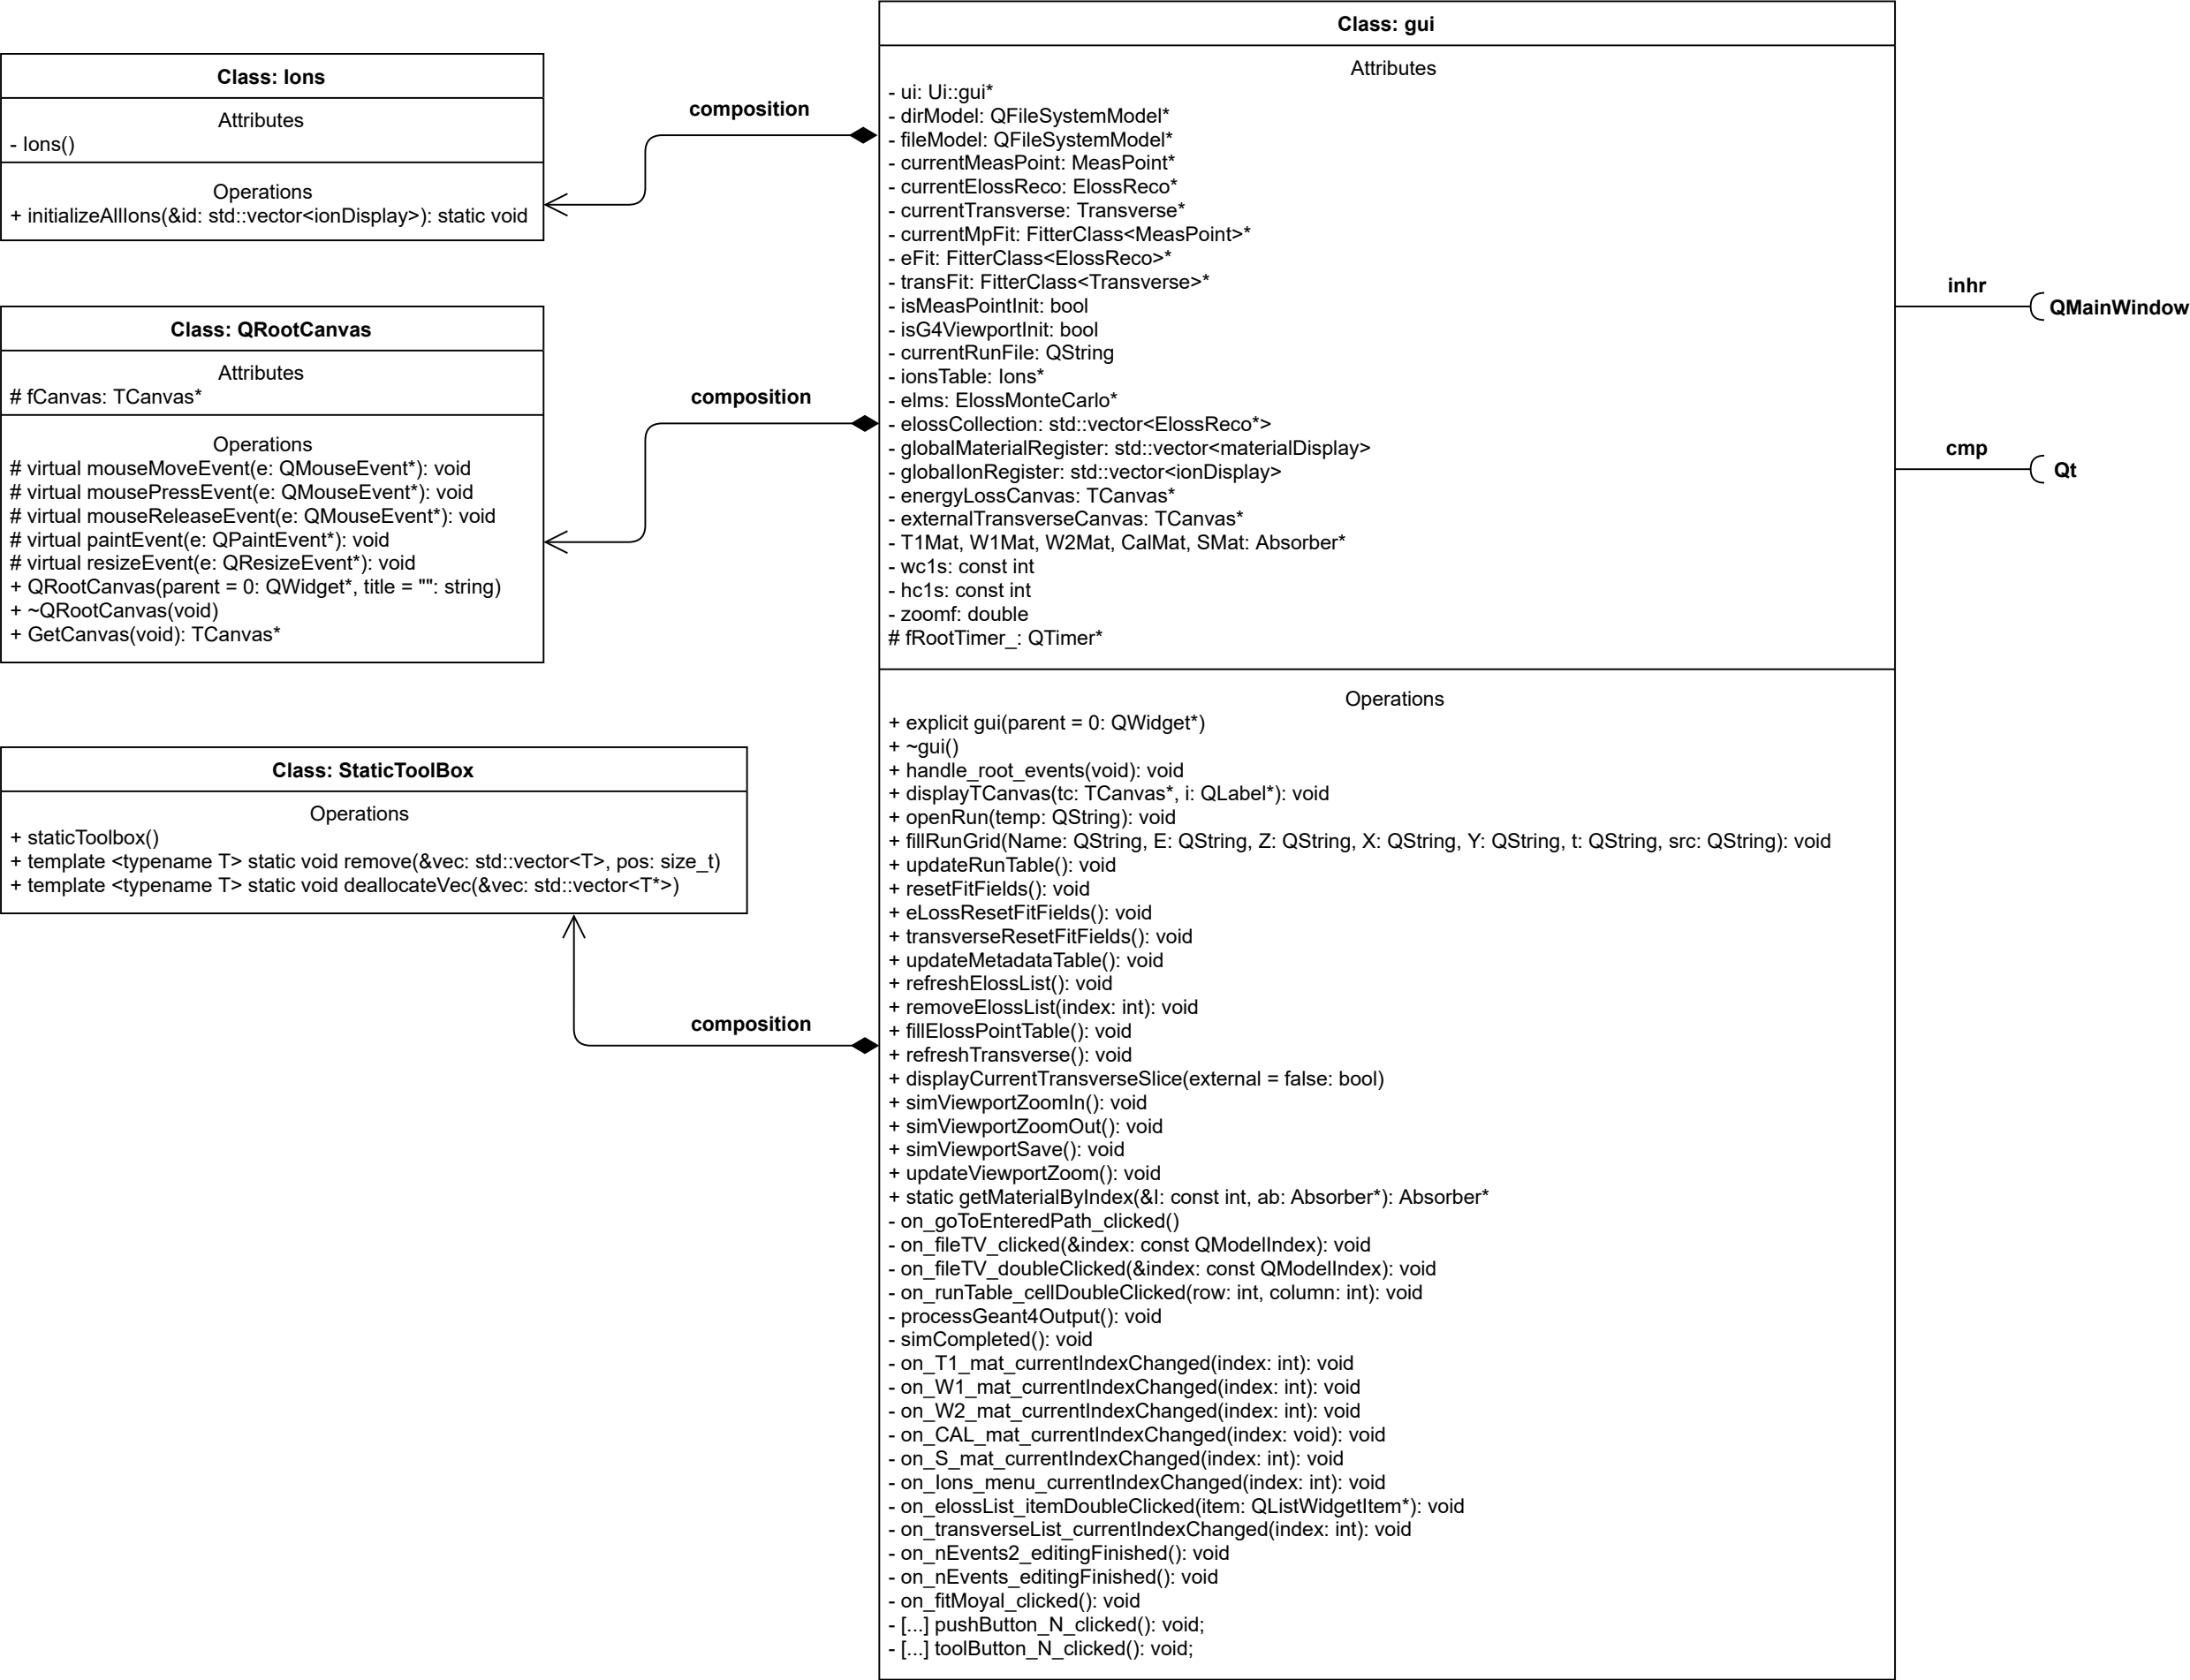 Class: Ions
Attributes
- Ions()
Operations
+ initializeAllIons(&id: std::vector<ionDisplay>): static void
composition
Class: QRootCanvas
Attributes
# fCanvas: TCanvas*
Operations
# virtual mouseMoveEvent(e: QMouseEvent*): void
# virtual mousePressEvent(e: QMouseEvent*): void
# virtual mouseReleaseEvent(e: QMouseEvent*): void
# virtual paintEvent(e: QPaintEvent*): void
# virtual resizeEvent(e: QResizeEvent*): void
+ QRootCanvas(parent = 0: QWidget*, title = "": string)
+ ~QRootCanvas(void)
+ GetCanvas(void): TCanvas*
composition
Class: StaticToolBox
Operations
+ staticToolbox()
+ template <typename T> static void remove(&vec: std::vector<T>, pos: size_t)
+ template <typename T> static void deallocateVec(&vec: std::vector<T*>)
composition
Class: gui
Attributes
- ui: Ui::gui*
- dirModel: QFileSystemModel*
- fileModel: QFileSystemModel*
- currentMeasPoint: MeasPoint*
- currentElossReco: ElossReco*
- currentTransverse: Transverse*
- currentMpFit: FitterClass<MeasPoint>*
- eFit: FitterClass<ElossReco>*
- transFit: FitterClass<Transverse>*
- isMeasPointInit: bool
- isG4ViewportInit: bool
- currentRunFile: QString
- ionsTable: Ions*
- elms: ElossMonteCarlo*
- elossCollection: std::vector<ElossReco*>
- globalMaterialRegister: std::vector<materialDisplay>
- globalIonRegister: std::vector<ionDisplay>
- energyLossCanvas: TCanvas*
- externalTransverseCanvas: TCanvas*
- T1Mat, W1Mat, W2Mat, CalMat, SMat: Absorber*
- wc1s: const int
- hc1s: const int
- zoomf: double
# fRootTimer_: QTimer*
Operations
+ explicit gui(parent = 0: QWidget*)
+ ~gui()
+ handle_root_events(void): void
+ displayTCanvas(tc: TCanvas*, i: QLabel*): void
+ openRun(temp: QString): void
+ fillRunGrid(Name: QString, E: QString, Z: QString, X: QString, Y: QString, t: QString, src: QString): void
+ updateRunTable(): void
+ resetFitFields(): void
+ eLossResetFitFields(): void
+ transverseResetFitFields(): void
+ updateMetadataTable(): void
+ refreshElossList(): void
+ removeElossList(index: int): void
+ fillElossPointTable(): void
+ refreshTransverse(): void
+ displayCurrentTransverseSlice(external = false: bool)
+ simViewportZoomIn(): void
+ simViewportZoomOut(): void
+ simViewportSave(): void
+ updateViewportZoom(): void
+ static getMaterialByIndex(&I: const int, ab: Absorber*): Absorber*
- on_goToEnteredPath_clicked()
- on_fileTV_clicked(&index: const QModelIndex): void
- on_fileTV_doubleClicked(&index: const QModelIndex): void
- on_runTable_cellDoubleClicked(row: int, column: int): void
- processGeant4Output(): void
- simCompleted(): void
- on_T1_mat_currentIndexChanged(index: int): void
- on_W1_mat_currentIndexChanged(index: int): void
- on_W2_mat_currentIndexChanged(index: int): void
- on_CAL_mat_currentIndexChanged(index: void): void
- on_S_mat_currentIndexChanged(index: int): void
- on_Ions_menu_currentIndexChanged(index: int): void
- on_elossList_itemDoubleClicked(item: QListWidgetItem*): void
- on_transverseList_currentIndexChanged(index: int): void
- on_nEvents2_editingFinished(): void
- on_nEvents_editingFinished(): void
- on_fitMoyal_clicked(): void
- [...] pushButton_N_clicked(): void;
- [...] toolButton_N_clicked(): void;
inhr
QMainWindow
cmp
Qt